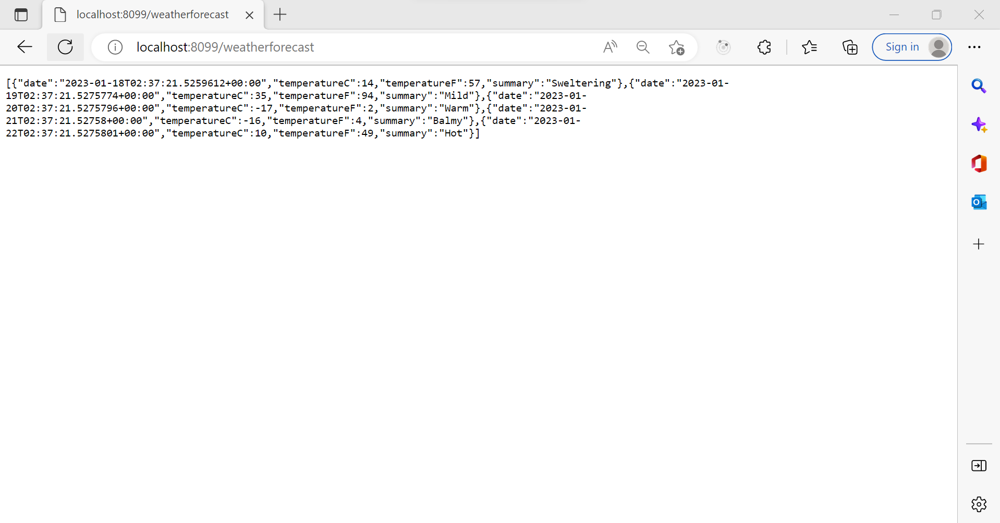 localhost:8099/weatherforecast
localhost:8099/weatherforecast
Sign in
[{"date":"2023-01-18T02:37:21.5259612+00:00","temperatureC":14,"temperatureF":57,"summary":"Sweltering"},{"date":"2023-01-
19T02:37:21.5275774+00:00","temperatureC":35,"temperatureF":94,"summary":"Mild"},{"date":"2023-01-
20T02:37:21.5275796+00:00","temperatureC":-17,"temperatureF":2,"summary":"Warm"},{"date":"2023-01-
21T02:37:21.52758+00:00","temperatureC":-16,"temperatureF":4,"summary":"Balmy"},{"date":"2023-01-
22T02:37:21.5275801+00:00","temperatureC":10,"temperatureF":49,"summary":"Hot"}]